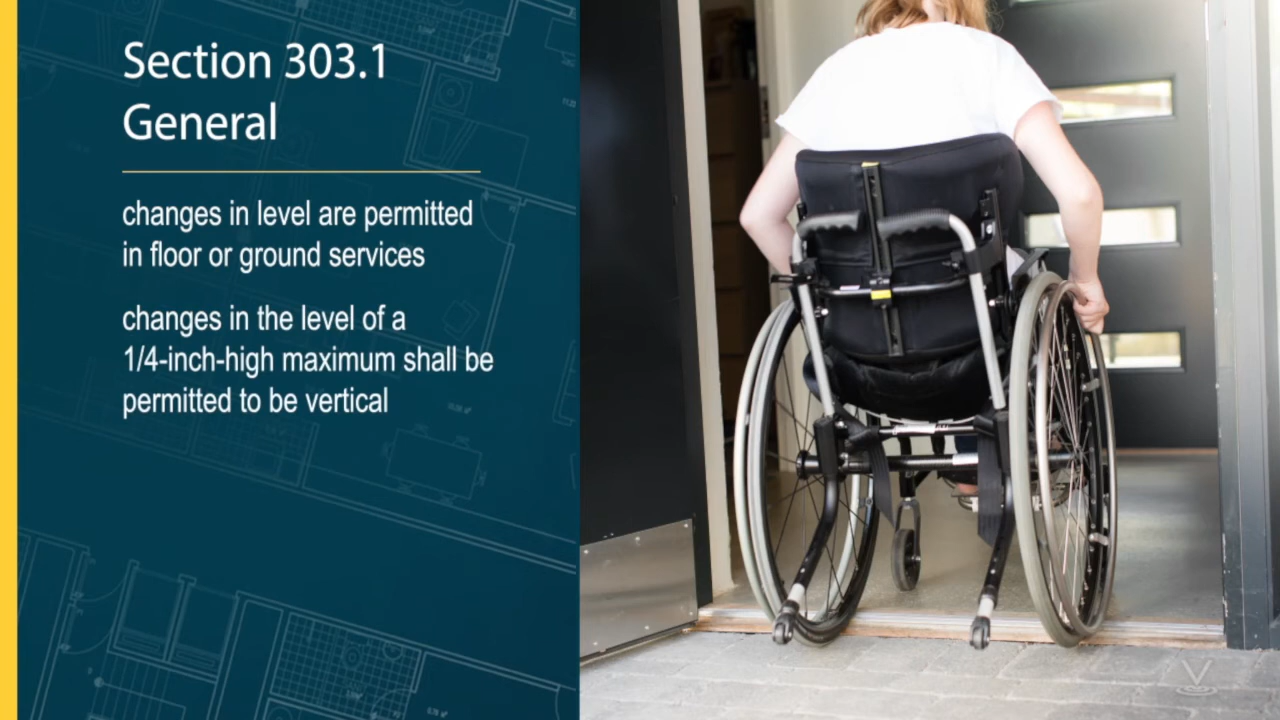 Section 303.1
General
changes in level are permitted
in floor or ground services
changes in the level of a
1/4-inch-high maximum shall be
permitted to be vertical